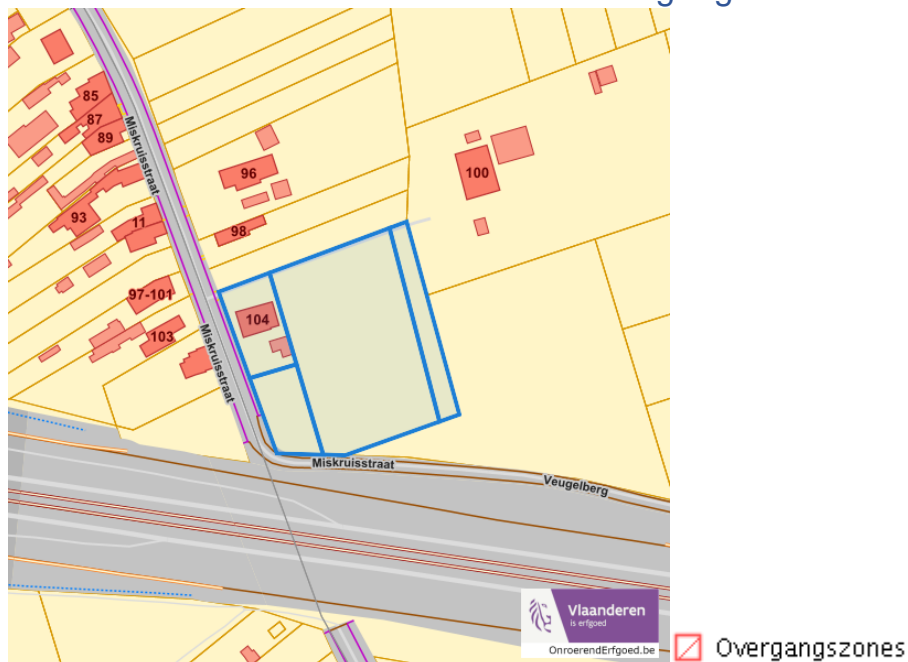 85
87
89
Miskruisstraat
96
100
93
11
98
97-101
104
103
Miskruisstraat
Miskruisstraat
Veugelberg
Vlaanderen
is erfgoed
OnroerendErfgoed.be
Overgangszones